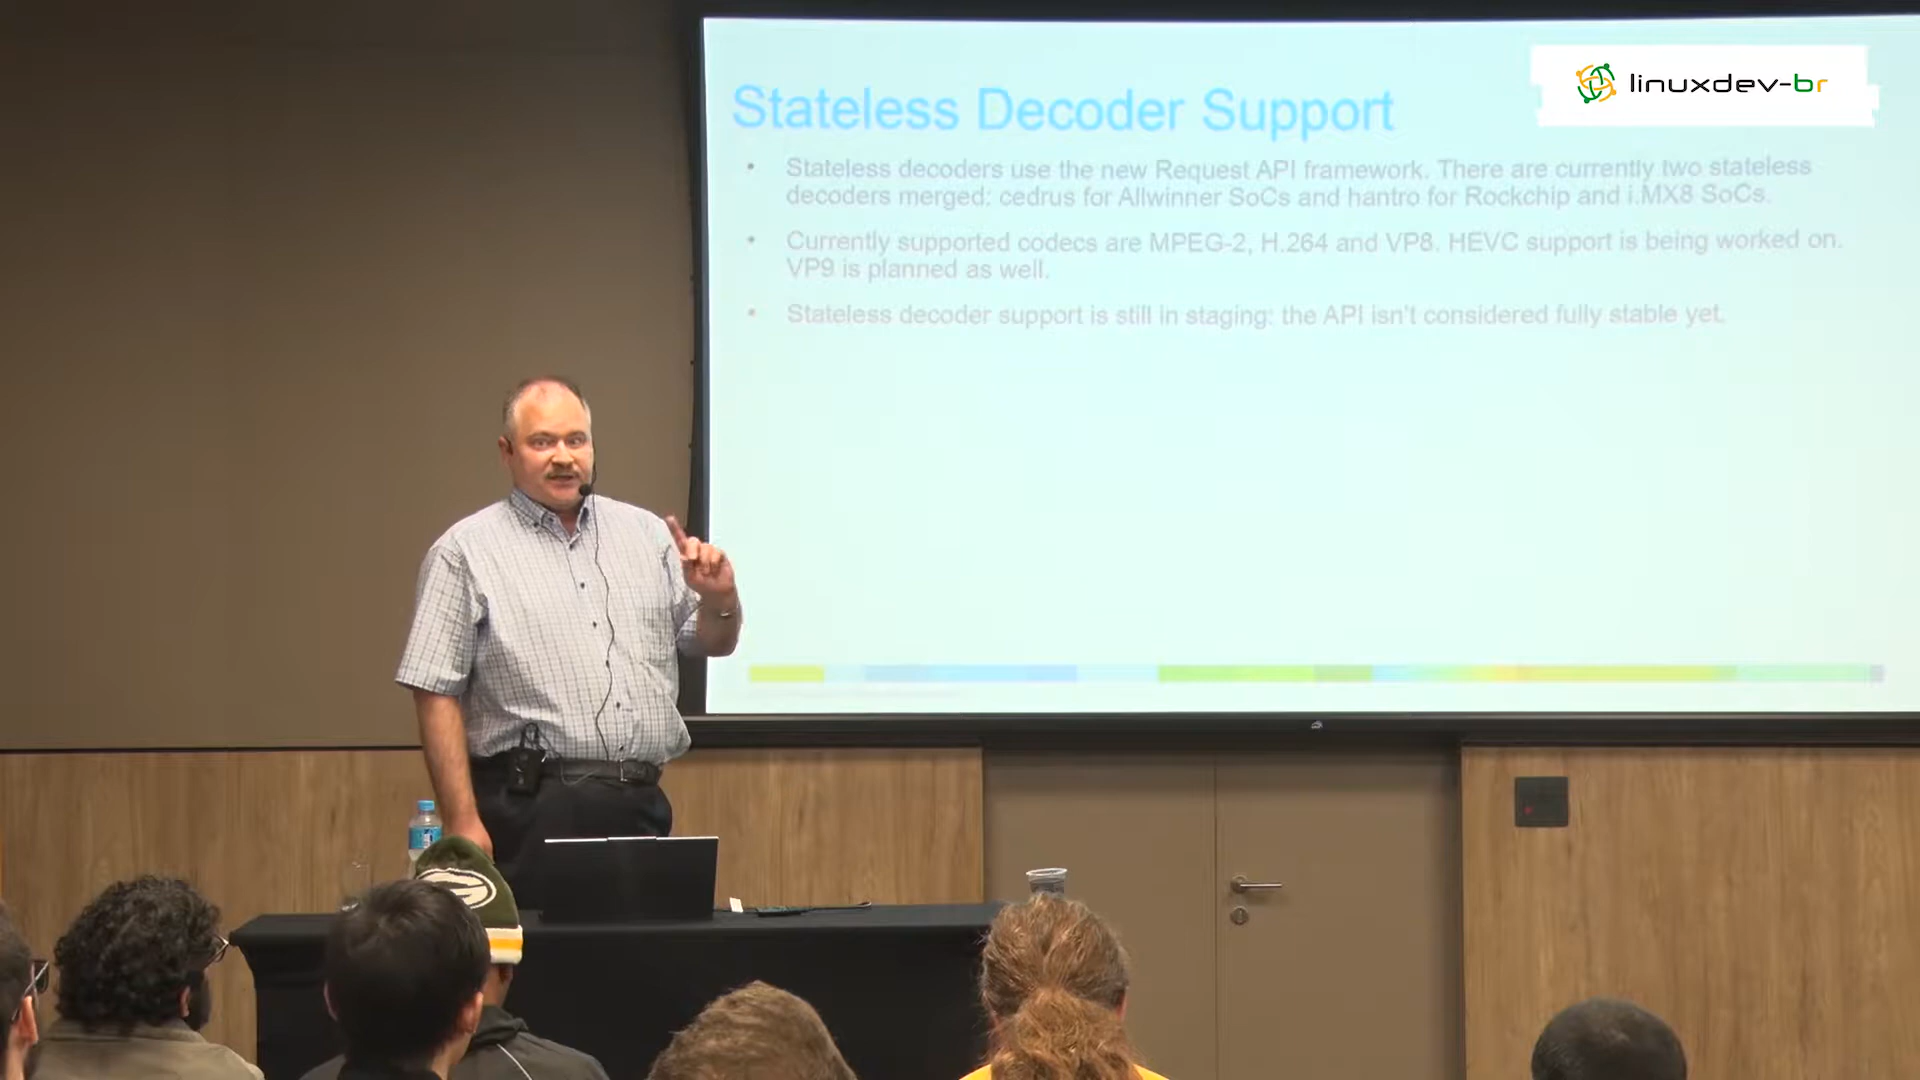 linuxdev-br
Stateless Decoder Support
• Stateless decoders use the new Request API framework. There are currently two stateless
decoders merged: cedrus for Allwinner SoCs and hantro for Rockchip and i.MX8 SoCs.
• Currently supported codecs are MPEG-2, H.264 and VP8. HEVC support is being worked on.
VP9 is planned as well.
• Stateless decoder support is still in staging: the API isn't considered fully stable yet.
G